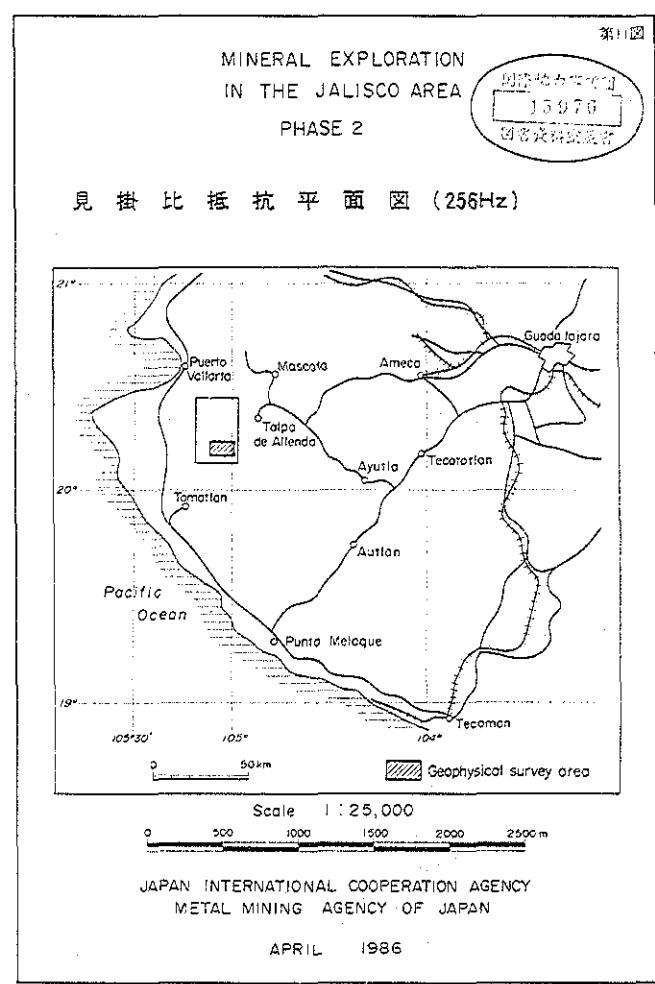 第11図
MINERAL EXPLORATION
IN THE JALISCO AREA
PHASE 2
15976
見掛比抵抗平面図(256Hz)
21°
Guadalajara
Puerto
Vallarta
Mascota
Ameca
Talpa
de Allende
Ayutla
Tecorotlan
20°
Tomatlan
Autlan
Pacific
Ocean
Punta Melaque
19°
Tecoman
105°30'
105°
104°
0 50km
Geophysical survey area
Scale 1:25,000
0 500 1000 1500 2000 2500m
JAPAN INTERNATIONAL COOPERATION AGENCY
METAL MINING AGENCY OF JAPAN
APRIL 1986